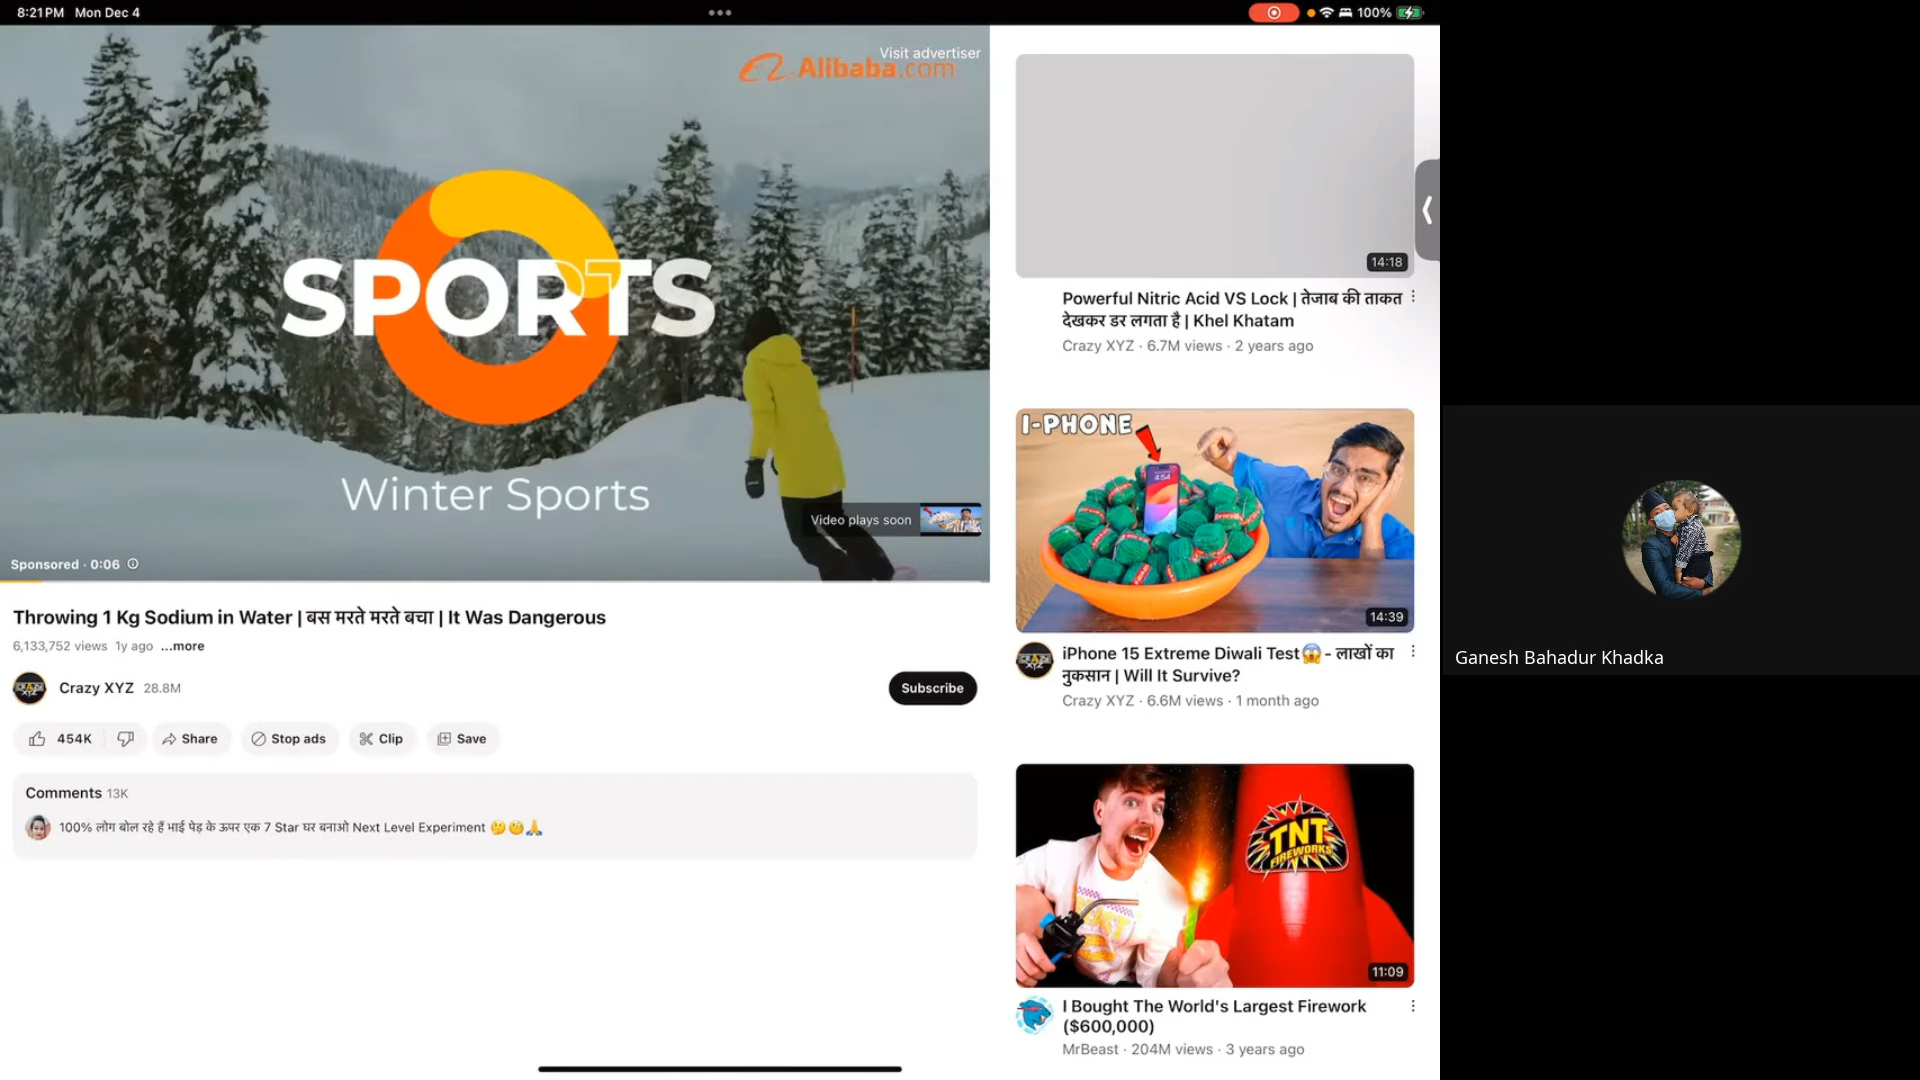 8:21 PM Mon Dec 4
100%
Visit advertiser
Alibaba.com
SPORTS
Winter Sports
Video plays soon
Sponsored · 0:06
Throwing 1 Kg Sodium in Water | बस मरते मरते बचा | It Was Dangerous
6,133,752 views 1y ago ...more
Crazy XYZ 28.8M
Subscribe
454K
Share
Stop ads
Clip
Save
Comments 13K
100% लोग बोल रहे हैं भाई पेड़ के ऊपर एक 7 Star घर बनाओ Next Level Experiment 🤔🧐🙏
14:18
Powerful Nitric Acid VS Lock | तेजाब की ताकत
देखकर डर लगता है | Khel Khatam
Crazy XYZ · 6.7M views · 2 years ago
I-PHONE
4:54
14:39
CRAZY
XYZ
iPhone 15 Extreme Diwali Test😱 - लाखों का
नुकसान | Will It Survive?
Crazy XYZ · 6.6M views · 1 month ago
TNT
FIREWORKS
11:09
I Bought The World's Largest Firework
($600,000)
MrBeast · 204M views · 3 years ago
Ganesh Bahadur Khadka